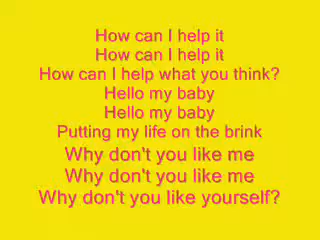 How can I help it
How can I help it
How can I help what you think?
Hello my baby
Hello my baby
Putting my life on the brink
Why don't you like me
Why don't you like me
Why don't you like yourself?